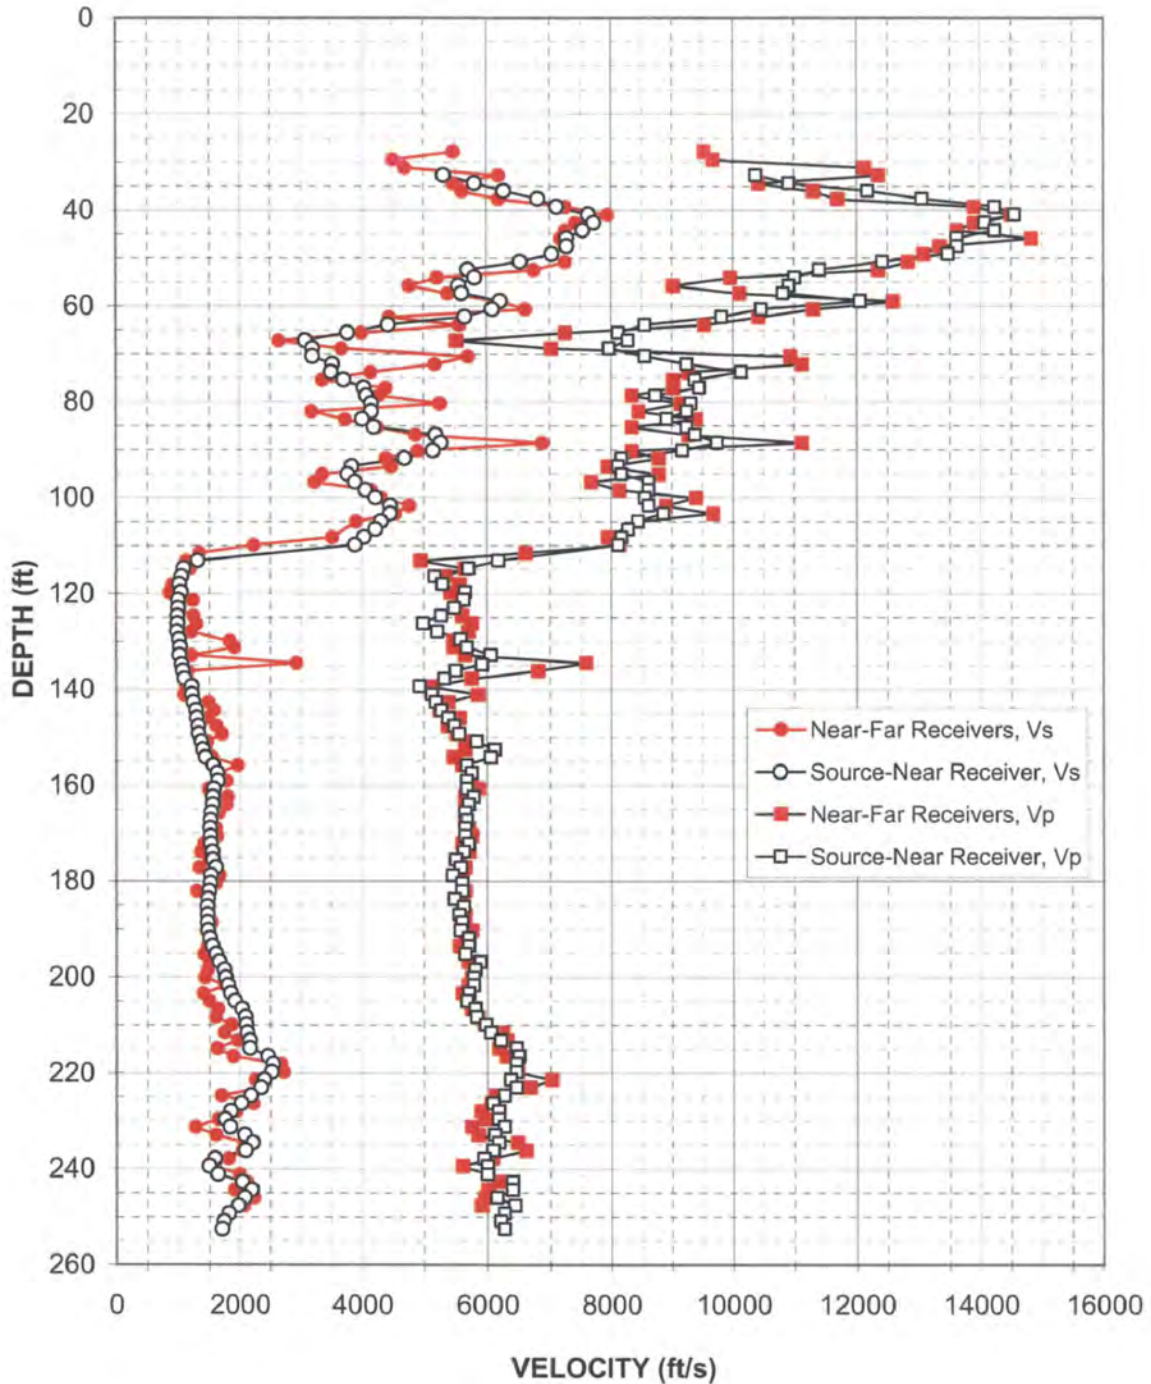 0
20
40
60
80
100
120
140
160
180
200
220
240
260
DEPTH (ft)
Near-Far Receivers, Vs
Source-Near Receiver, Vs
Near-Far Receivers, Vp
Source-Near Receiver, Vp
0 2000 4000 6000 8000 10000 12000 14000 16000
VELOCITY (ft/s)